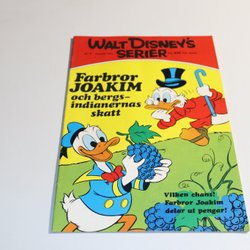 WALT DISNEY'S
SERIER
Farbror
JOAKIM
och bergs-
indianernas
skatt
Vilken chans!
Farbror Joakim
delar ut pengar!